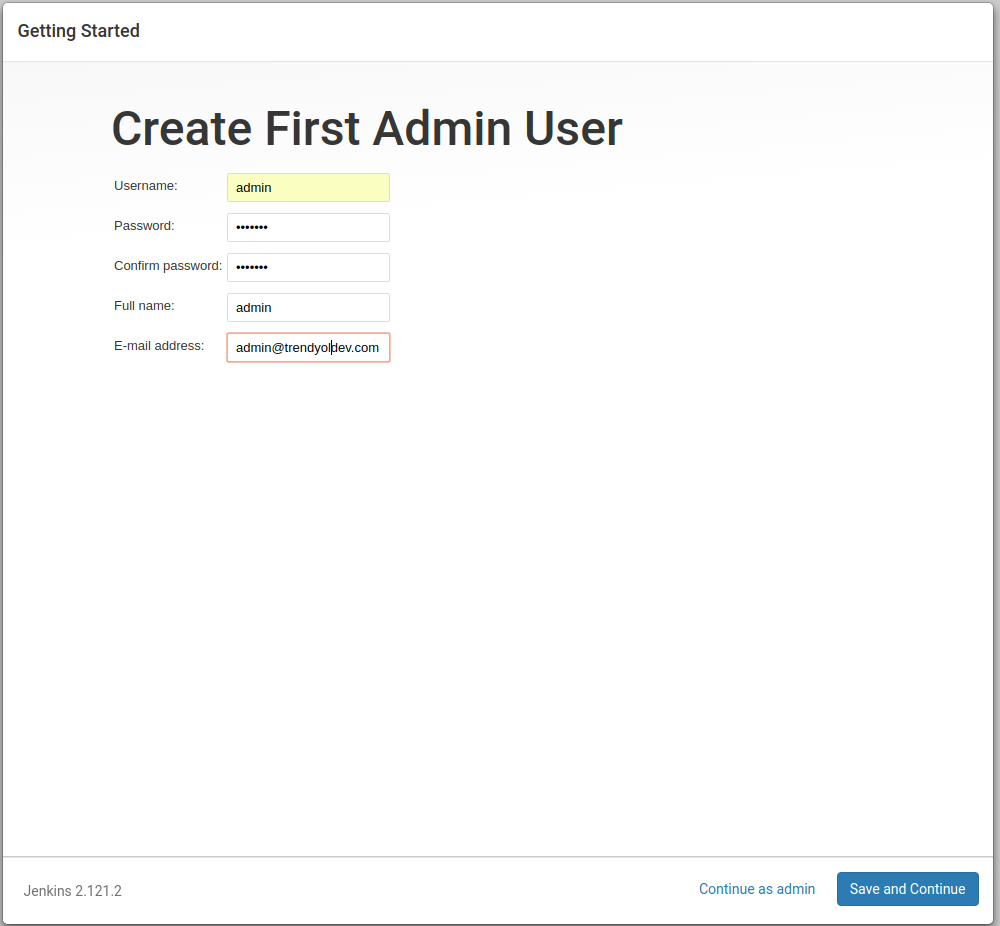 Getting Started
Create First Admin User
Username: admin
Password: •••••••
Confirm password: •••••••
Full name: admin
E-mail address: admin@trendyoldev.com
Jenkins 2.121.2 Continue as admin Save and Continue